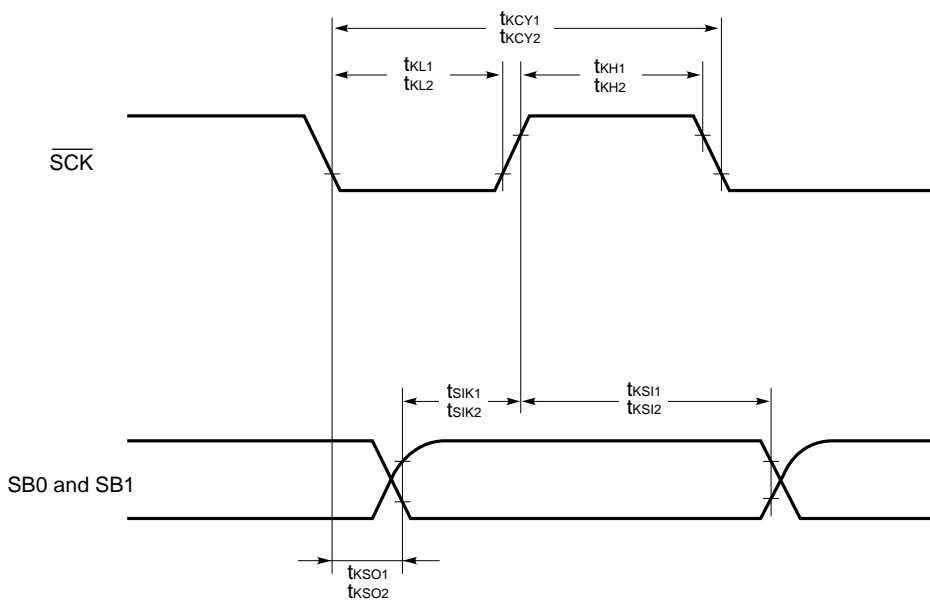 tKCY1
tKCY2
tKL1
tKL2
tKH1
tKH2
SCK
tSIK1
tSIK2
tKSI1
tKSI2
SB0 and SB1
tKSO1
tKSO2